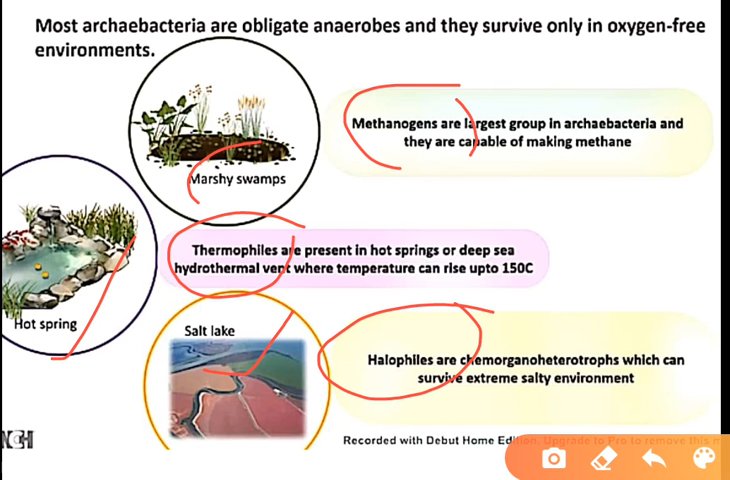 Most archaebacteria are obligate anaerobes and they survive only in oxygen-free
environments.
Methanogens are largest group in archaebacteria and
they are capable of making methane
Marshy swamps
Thermophiles are present in hot springs or deep sea
hydrothermal vent where temperature can rise upto 150C
Hot spring
Salt lake
Halophiles are chemorganoheterotrophs which can
survive extreme salty environment
Recorded with Debut Home Edition. Upgrade to Pro to remove this